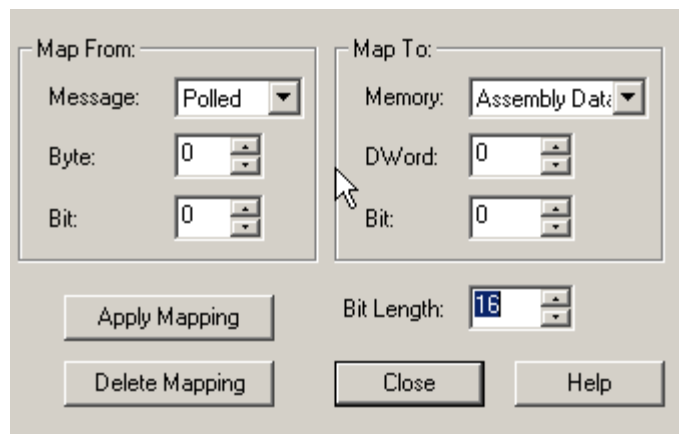 Map From: Map To:
Message: Polled Memory: Assembly Data
Byte: 0 DWord: 0
Bit: 0 Bit: 0
Apply Mapping Bit Length: 16
Delete Mapping Close Help